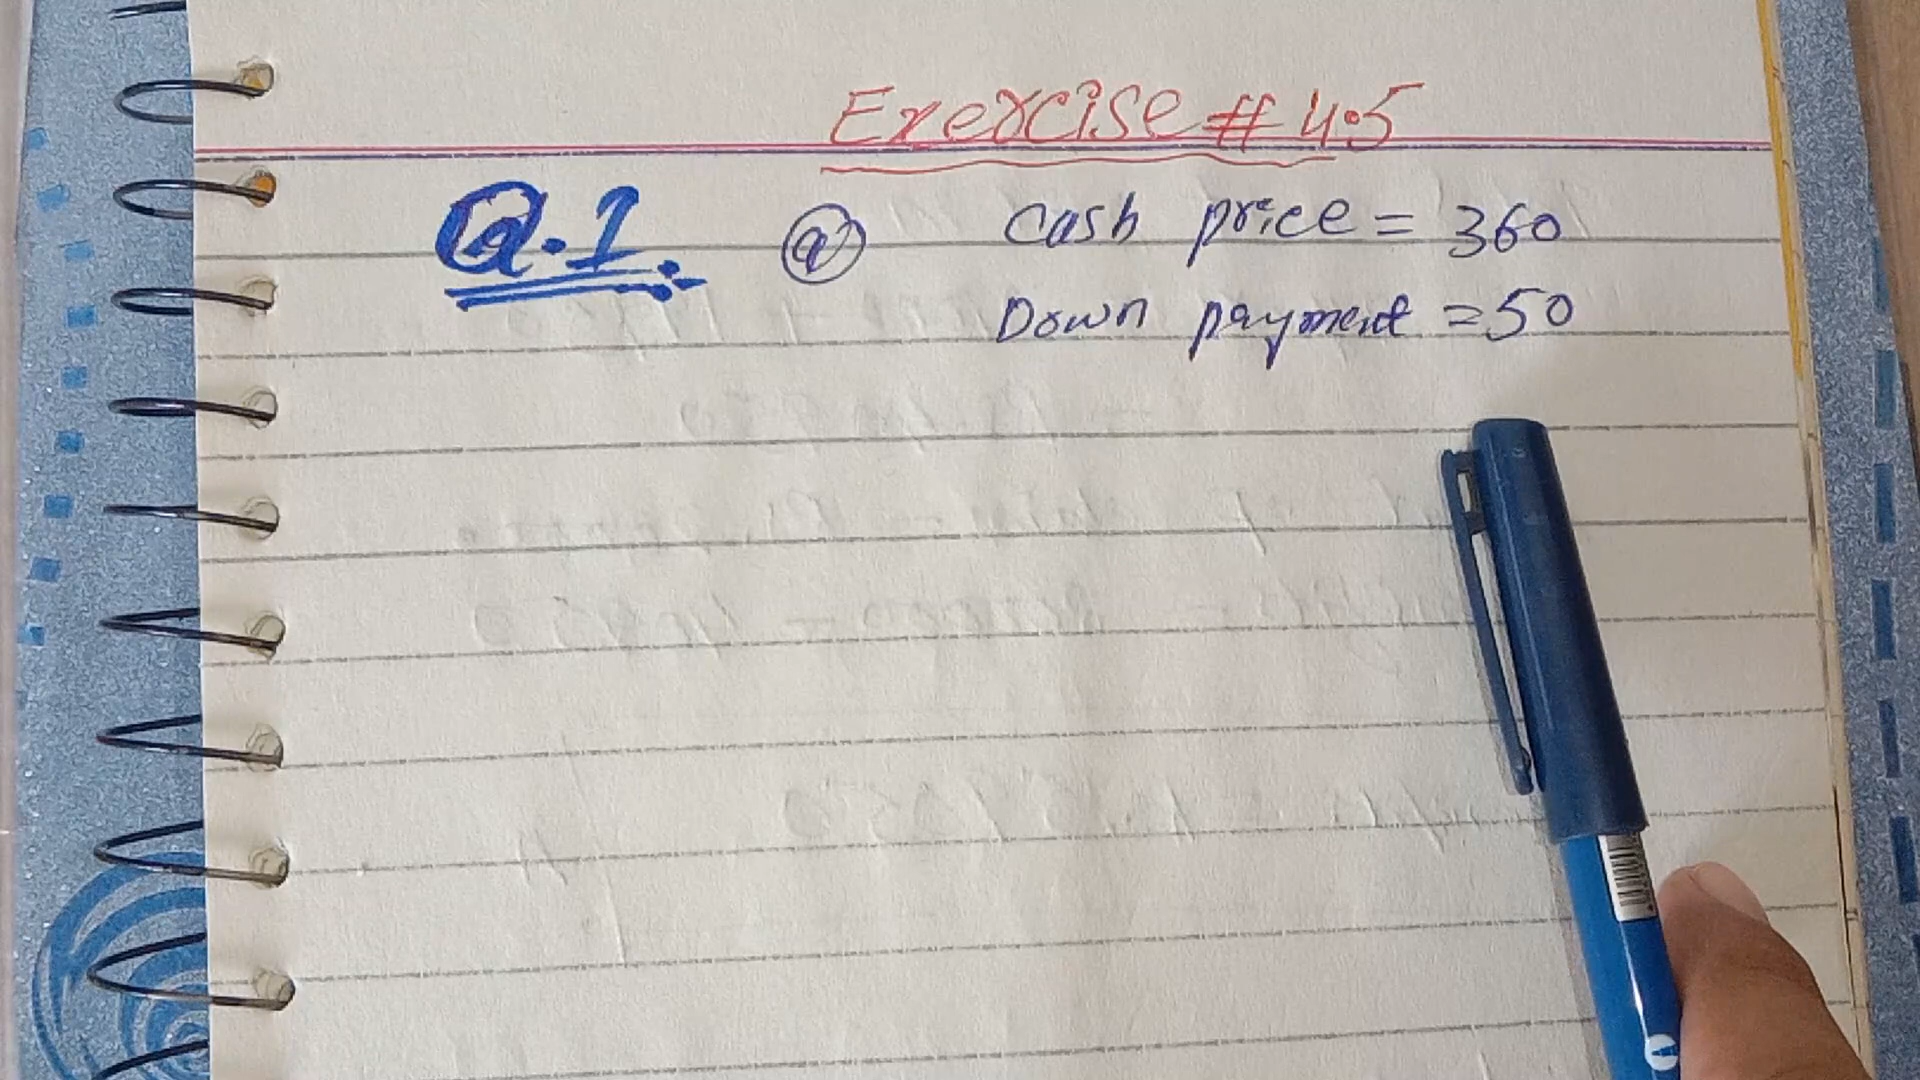 Exercise # 4.5
Q.1 (a) Cash price = 360
Down payment = 50